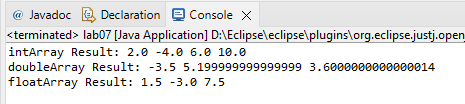 Javadoc Declaration Console
<terminated> lab07 [Java Application] D:\Eclipse\eclipse\plugins\org.eclipse.justj.openj
intArray Result: 2.0 -4.0 6.0 10.0
doubleArray Result: -3.5 5.199999999999999 3.6000000000000014
floatArray Result: 1.5 -3.0 7.5